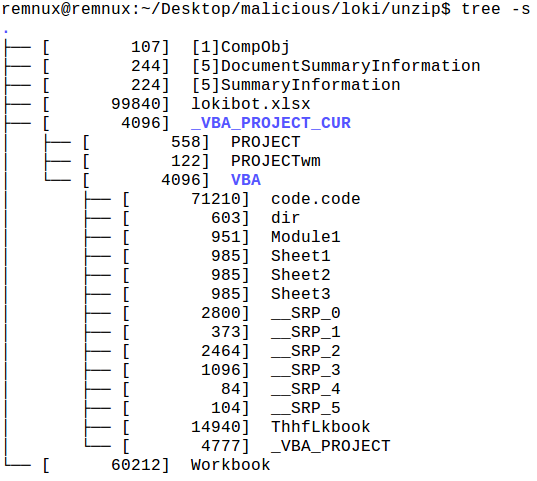 remnux@remnux:~/Desktop/malicious/loki/unzip$ tree -s
.
├── [        107]  [1]CompObj
├── [        244]  [5]DocumentSummaryInformation
├── [        224]  [5]SummaryInformation
├── [      99840]  lokibot.xlsx
├── [       4096]  _VBA_PROJECT_CUR
│   ├── [        558]  PROJECT
│   ├── [        122]  PROJECTwm
│   └── [       4096]  VBA
│       ├── [      71210]  code.code
│       ├── [        603]  dir
│       ├── [        951]  Module1
│       ├── [        985]  Sheet1
│       ├── [        985]  Sheet2
│       ├── [        985]  Sheet3
│       ├── [       2800]  __SRP_0
│       ├── [        373]  __SRP_1
│       ├── [       2464]  __SRP_2
│       ├── [       1096]  __SRP_3
│       ├── [         84]  __SRP_4
│       ├── [        104]  __SRP_5
│       ├── [      14940]  ThhfLkbook
│       └── [       4777]  _VBA_PROJECT
└── [      60212]  Workbook